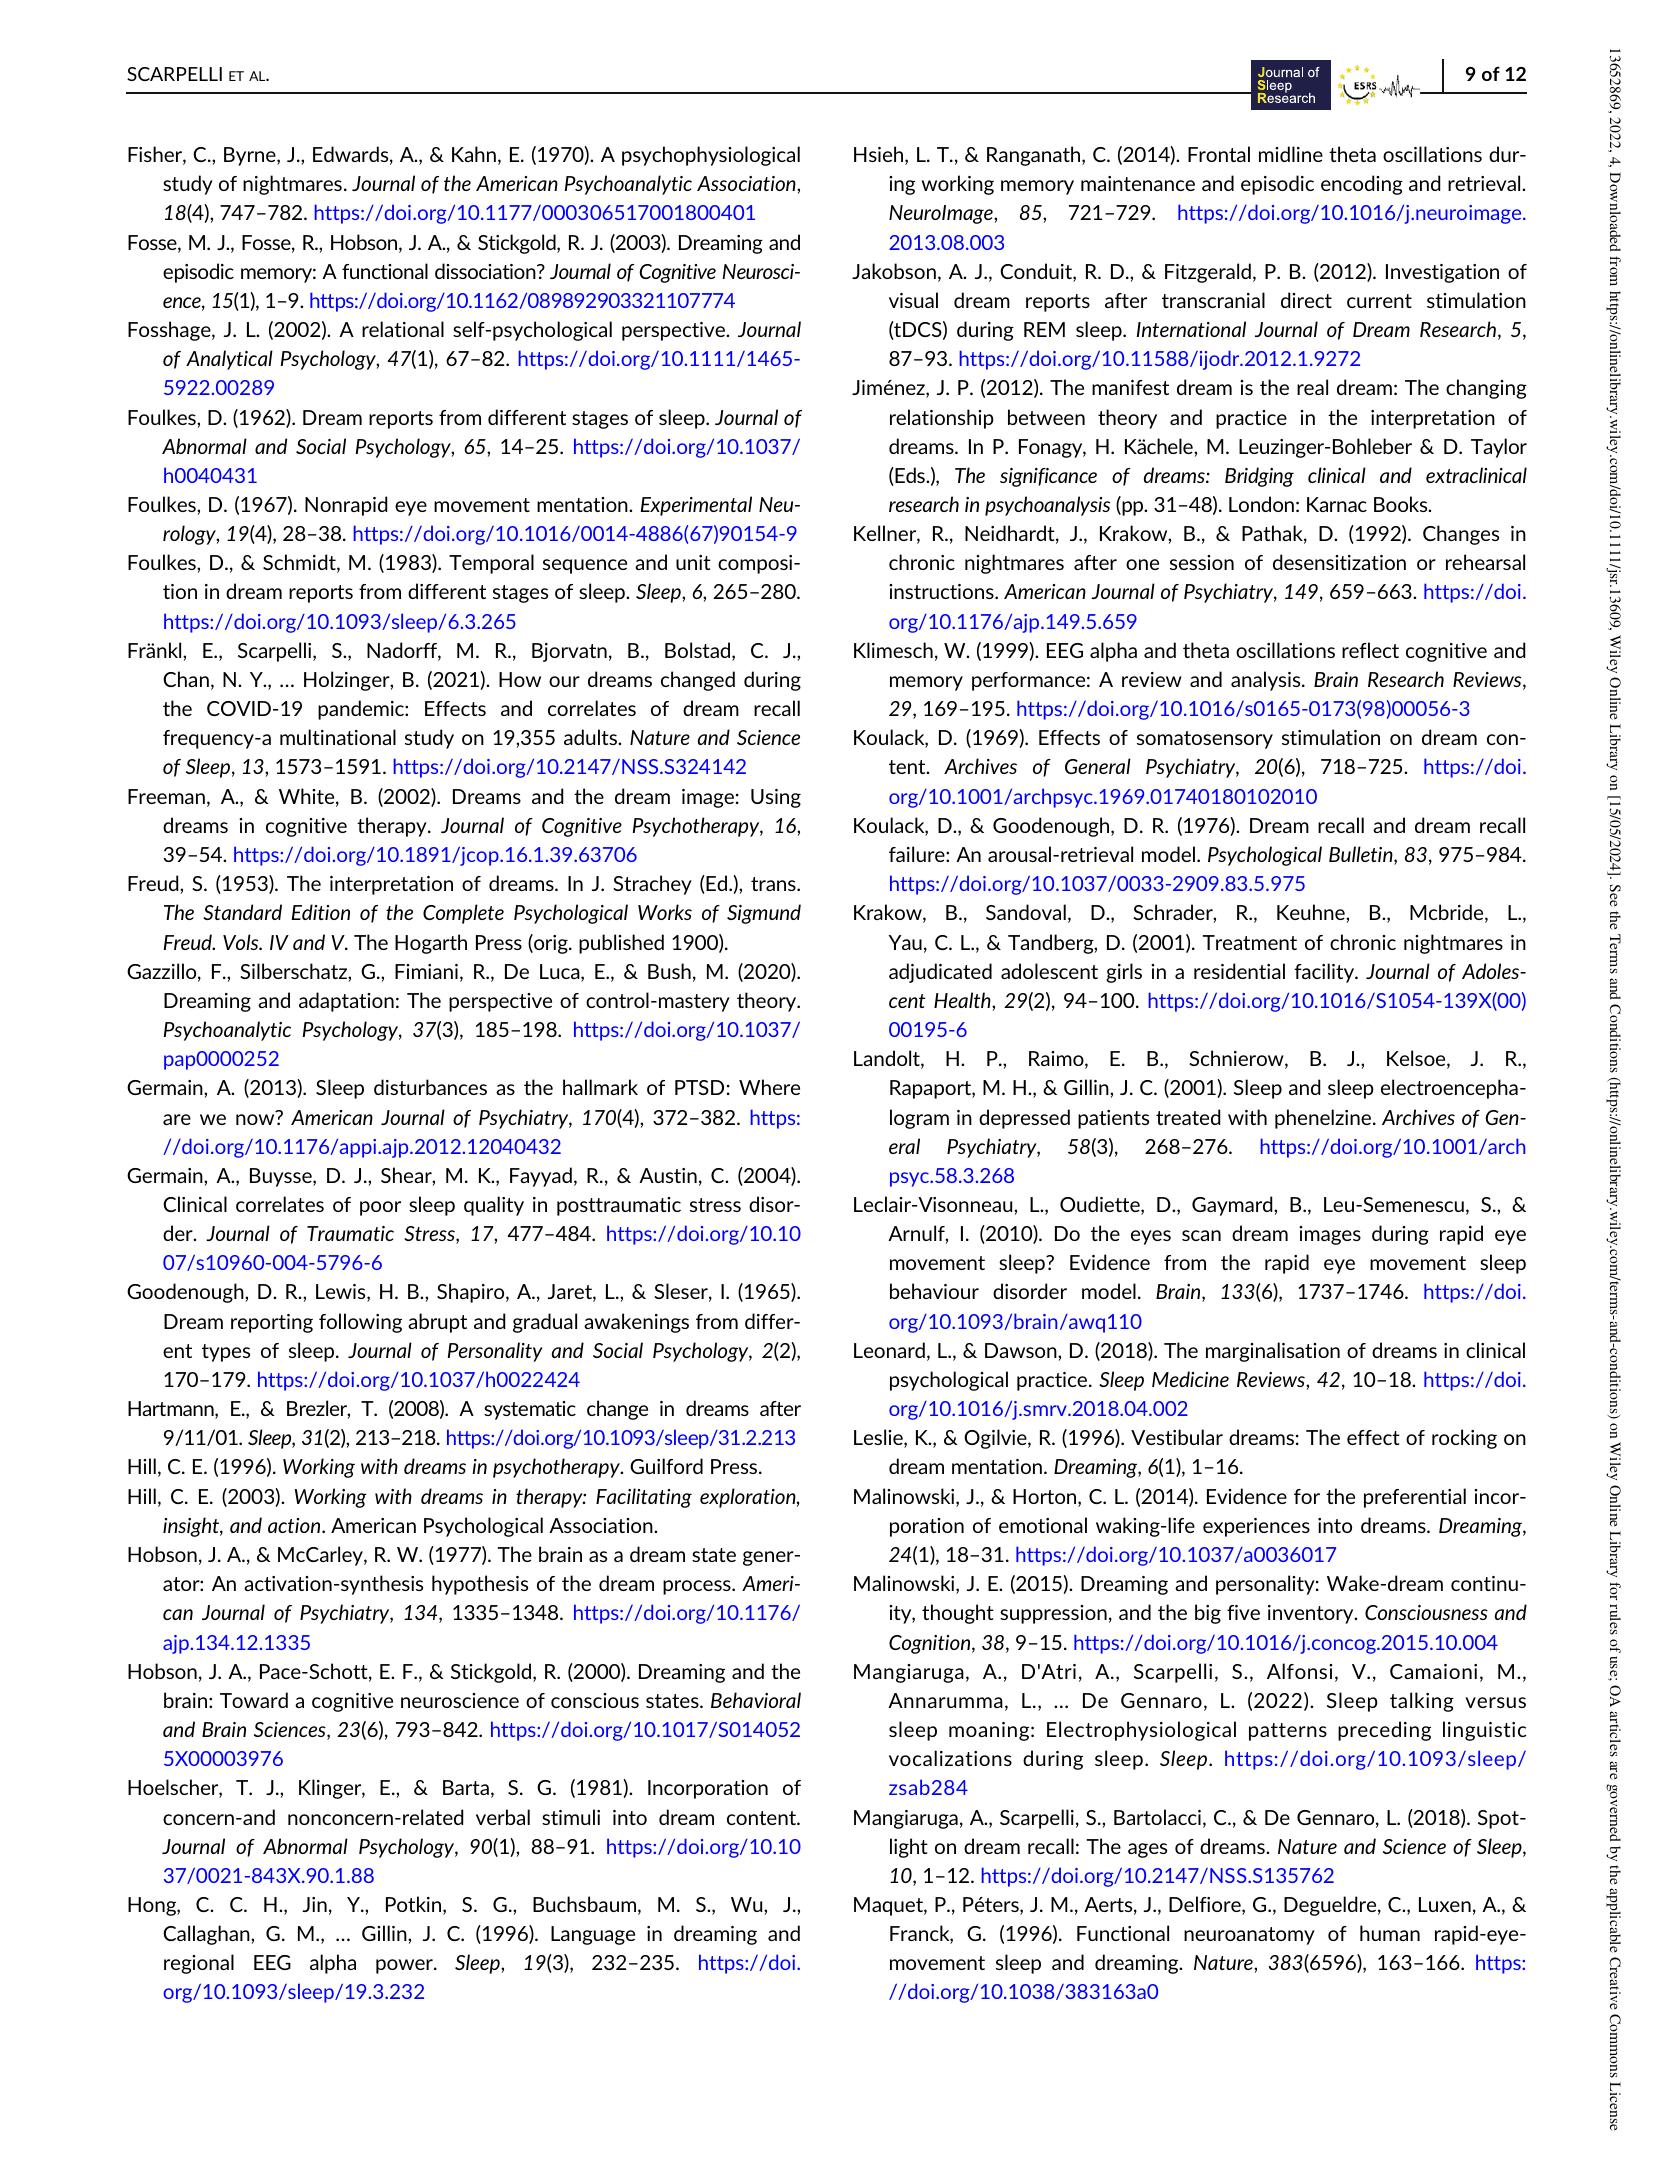 SCARPELLI ET AL.
Journal of
Sleep
Research
ESRS
9 of 12
Fisher, C., Byrne, J., Edwards, A., & Kahn, E. (1970). A psychophysiological
study of nightmares. Journal of the American Psychoanalytic Association,
18(4), 747–782. https://doi.org/10.1177/000306517001800401
Fosse, M. J., Fosse, R., Hobson, J. A., & Stickgold, R. J. (2003). Dreaming and
episodic memory: A functional dissociation? Journal of Cognitive Neurosci-
ence, 15(1), 1–9. https://doi.org/10.1162/089892903321107774
Fosshage, J. L. (2002). A relational self-psychological perspective. Journal
of Analytical Psychology, 47(1), 67–82. https://doi.org/10.1111/1465-
5922.00289
Foulkes, D. (1962). Dream reports from different stages of sleep. Journal of
Abnormal and Social Psychology, 65, 14–25. https://doi.org/10.1037/
h0040431
Foulkes, D. (1967). Nonrapid eye movement mentation. Experimental Neu-
rology, 19(4), 28–38. https://doi.org/10.1016/0014-4886(67)90154-9
Foulkes, D., & Schmidt, M. (1983). Temporal sequence and unit composi-
tion in dream reports from different stages of sleep. Sleep, 6, 265–280.
https://doi.org/10.1093/sleep/6.3.265
Fränkl, E., Scarpelli, S., Nadorff, M. R., Bjorvatn, B., Bolstad, C. J.,
Chan, N. Y., … Holzinger, B. (2021). How our dreams changed during
the COVID-19 pandemic: Effects and correlates of dream recall
frequency-a multinational study on 19,355 adults. Nature and Science
of Sleep, 13, 1573–1591. https://doi.org/10.2147/NSS.S324142
Freeman, A., & White, B. (2002). Dreams and the dream image: Using
dreams in cognitive therapy. Journal of Cognitive Psychotherapy, 16,
39–54. https://doi.org/10.1891/jcop.16.1.39.63706
Freud, S. (1953). The interpretation of dreams. In J. Strachey (Ed.), trans.
The Standard Edition of the Complete Psychological Works of Sigmund
Freud. Vols. IV and V. The Hogarth Press (orig. published 1900).
Gazzillo, F., Silberschatz, G., Fimiani, R., De Luca, E., & Bush, M. (2020).
Dreaming and adaptation: The perspective of control-mastery theory.
Psychoanalytic Psychology, 37(3), 185–198. https://doi.org/10.1037/
pap0000252
Germain, A. (2013). Sleep disturbances as the hallmark of PTSD: Where
are we now? American Journal of Psychiatry, 170(4), 372–382. https:
//doi.org/10.1176/appi.ajp.2012.12040432
Germain, A., Buysse, D. J., Shear, M. K., Fayyad, R., & Austin, C. (2004).
Clinical correlates of poor sleep quality in posttraumatic stress disor-
der. Journal of Traumatic Stress, 17, 477–484. https://doi.org/10.10
07/s10960-004-5796-6
Goodenough, D. R., Lewis, H. B., Shapiro, A., Jaret, L., & Sleser, I. (1965).
Dream reporting following abrupt and gradual awakenings from differ-
ent types of sleep. Journal of Personality and Social Psychology, 2(2),
170–179. https://doi.org/10.1037/h0022424
Hartmann, E., & Brezler, T. (2008). A systematic change in dreams after
9/11/01. Sleep, 31(2), 213–218. https://doi.org/10.1093/sleep/31.2.213
Hill, C. E. (1996). Working with dreams in psychotherapy. Guilford Press.
Hill, C. E. (2003). Working with dreams in therapy: Facilitating exploration,
insight, and action. American Psychological Association.
Hobson, J. A., & McCarley, R. W. (1977). The brain as a dream state gener-
ator: An activation-synthesis hypothesis of the dream process. Ameri-
can Journal of Psychiatry, 134, 1335–1348. https://doi.org/10.1176/
ajp.134.12.1335
Hobson, J. A., Pace-Schott, E. F., & Stickgold, R. (2000). Dreaming and the
brain: Toward a cognitive neuroscience of conscious states. Behavioral
and Brain Sciences, 23(6), 793–842. https://doi.org/10.1017/S014052
5X00003976
Hoelscher, T. J., Klinger, E., & Barta, S. G. (1981). Incorporation of
concern-and nonconcern-related verbal stimuli into dream content.
Journal of Abnormal Psychology, 90(1), 88–91. https://doi.org/10.10
37/0021-843X.90.1.88
Hong, C. C. H., Jin, Y., Potkin, S. G., Buchsbaum, M. S., Wu, J.,
Callaghan, G. M., … Gillin, J. C. (1996). Language in dreaming and
regional EEG alpha power. Sleep, 19(3), 232–235. https://doi.
org/10.1093/sleep/19.3.232
Hsieh, L. T., & Ranganath, C. (2014). Frontal midline theta oscillations dur-
ing working memory maintenance and episodic encoding and retrieval.
NeuroImage, 85, 721–729. https://doi.org/10.1016/j.neuroimage.
2013.08.003
Jakobson, A. J., Conduit, R. D., & Fitzgerald, P. B. (2012). Investigation of
visual dream reports after transcranial direct current stimulation
(tDCS) during REM sleep. International Journal of Dream Research, 5,
87–93. https://doi.org/10.11588/ijodr.2012.1.9272
Jiménez, J. P. (2012). The manifest dream is the real dream: The changing
relationship between theory and practice in the interpretation of
dreams. In P. Fonagy, H. Kächele, M. Leuzinger-Bohleber & D. Taylor
(Eds.), The significance of dreams: Bridging clinical and extraclinical
research in psychoanalysis (pp. 31–48). London: Karnac Books.
Kellner, R., Neidhardt, J., Krakow, B., & Pathak, D. (1992). Changes in
chronic nightmares after one session of desensitization or rehearsal
instructions. American Journal of Psychiatry, 149, 659–663. https://doi.
org/10.1176/ajp.149.5.659
Klimesch, W. (1999). EEG alpha and theta oscillations reflect cognitive and
memory performance: A review and analysis. Brain Research Reviews,
29, 169–195. https://doi.org/10.1016/s0165-0173(98)00056-3
Koulack, D. (1969). Effects of somatosensory stimulation on dream con-
tent. Archives of General Psychiatry, 20(6), 718–725. https://doi.
org/10.1001/archpsyc.1969.01740180102010
Koulack, D., & Goodenough, D. R. (1976). Dream recall and dream recall
failure: An arousal-retrieval model. Psychological Bulletin, 83, 975–984.
https://doi.org/10.1037/0033-2909.83.5.975
Krakow, B., Sandoval, D., Schrader, R., Keuhne, B., Mcbride, L.,
Yau, C. L., & Tandberg, D. (2001). Treatment of chronic nightmares in
adjudicated adolescent girls in a residential facility. Journal of Adoles-
cent Health, 29(2), 94–100. https://doi.org/10.1016/S1054-139X(00)
00195-6
Landolt, H. P., Raimo, E. B., Schnierow, B. J., Kelsoe, J. R.,
Rapaport, M. H., & Gillin, J. C. (2001). Sleep and sleep electroencepha-
logram in depressed patients treated with phenelzine. Archives of Gen-
eral Psychiatry, 58(3), 268–276. https://doi.org/10.1001/arch
psyc.58.3.268
Leclair-Visonneau, L., Oudiette, D., Gaymard, B., Leu-Semenescu, S., &
Arnulf, I. (2010). Do the eyes scan dream images during rapid eye
movement sleep? Evidence from the rapid eye movement sleep
behaviour disorder model. Brain, 133(6), 1737–1746. https://doi.
org/10.1093/brain/awq110
Leonard, L., & Dawson, D. (2018). The marginalisation of dreams in clinical
psychological practice. Sleep Medicine Reviews, 42, 10–18. https://doi.
org/10.1016/j.smrv.2018.04.002
Leslie, K., & Ogilvie, R. (1996). Vestibular dreams: The effect of rocking on
dream mentation. Dreaming, 6(1), 1–16.
Malinowski, J., & Horton, C. L. (2014). Evidence for the preferential incor-
poration of emotional waking-life experiences into dreams. Dreaming,
24(1), 18–31. https://doi.org/10.1037/a0036017
Malinowski, J. E. (2015). Dreaming and personality: Wake-dream continu-
ity, thought suppression, and the big five inventory. Consciousness and
Cognition, 38, 9–15. https://doi.org/10.1016/j.concog.2015.10.004
Mangiaruga, A., D'Atri, A., Scarpelli, S., Alfonsi, V., Camaioni, M.,
Annarumma, L., … De Gennaro, L. (2022). Sleep talking versus
sleep moaning: Electrophysiological patterns preceding linguistic
vocalizations during sleep. Sleep. https://doi.org/10.1093/sleep/
zsab284
Mangiaruga, A., Scarpelli, S., Bartolacci, C., & De Gennaro, L. (2018). Spot-
light on dream recall: The ages of dreams. Nature and Science of Sleep,
10, 1–12. https://doi.org/10.2147/NSS.S135762
Maquet, P., Péters, J. M., Aerts, J., Delfiore, G., Degueldre, C., Luxen, A., &
Franck, G. (1996). Functional neuroanatomy of human rapid-eye-
movement sleep and dreaming. Nature, 383(6596), 163–166. https:
//doi.org/10.1038/383163a0
13652869, 2022, 4, Downloaded from https://onlinelibrary.wiley.com/doi/10.1111/jsr.13609, Wiley Online Library on [15/05/2024]. See the Terms and Conditions (https://onlinelibrary.wiley.com/terms-and-conditions) on Wiley Online Library for rules of use; OA articles are governed by the applicable Creative Commons License